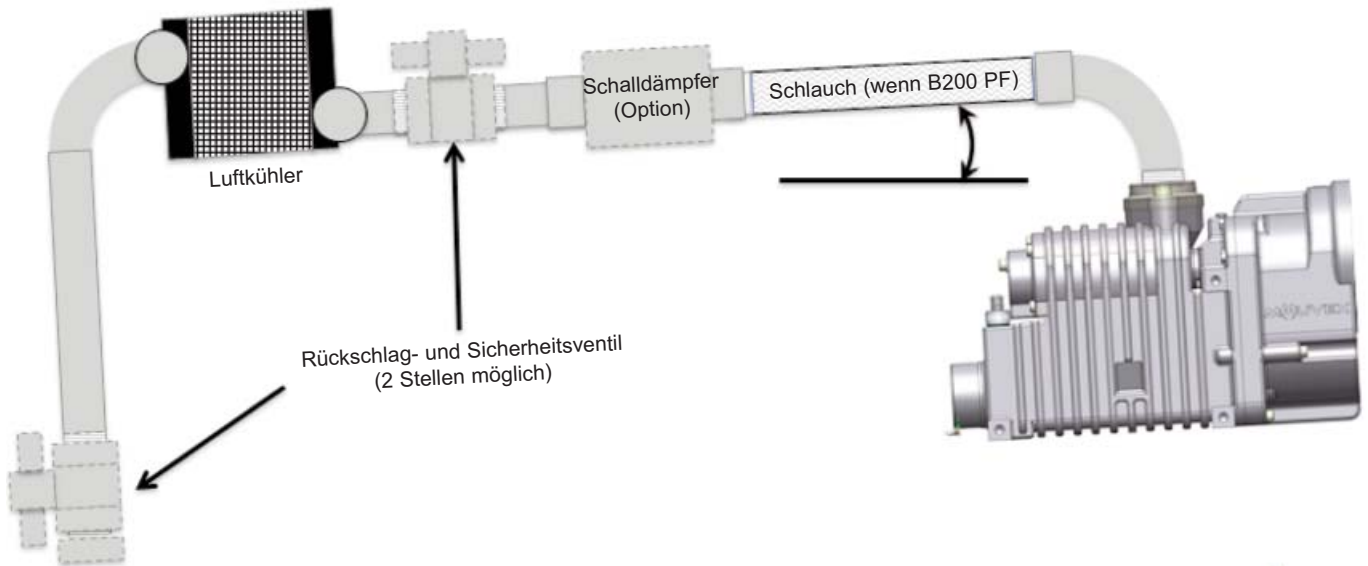 Schalldämpfer
(Option)
Schlauch (wenn B200 PF)
Luftkühler
Rückschlag- und Sicherheitsventil
(2 Stellen möglich)